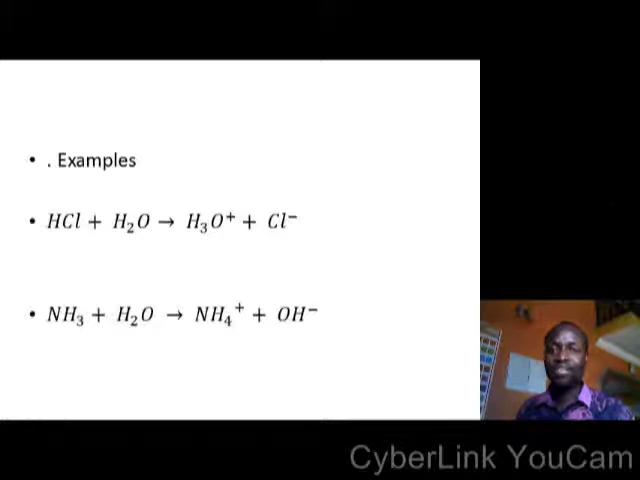 • . Examples
• HCl + H₂O → H₃O⁺ + Cl⁻
• NH₃ + H₂O → NH₄⁺ + OH⁻
CyberLink YouCam